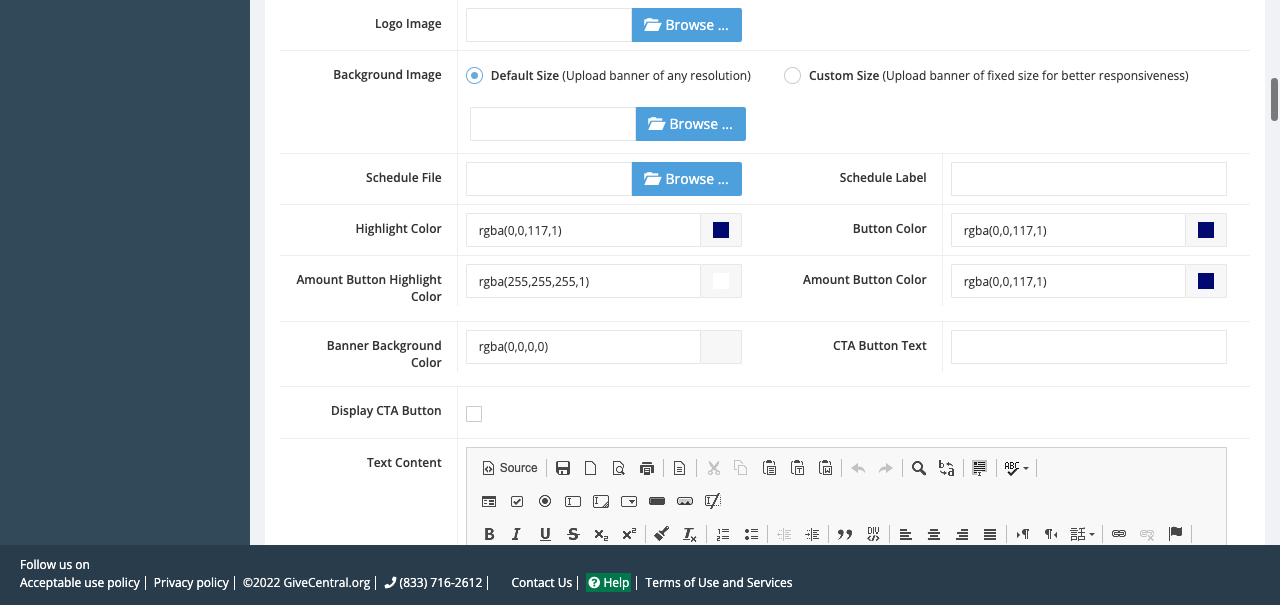 Logo Image
Browse ...
Background Image
Default Size (Upload banner of any resolution)
Custom Size (Upload banner of fixed size for better responsiveness)
Browse ...
Schedule File
Browse ...
Schedule Label
Highlight Color
rgba(0,0,117,1)
Button Color
rgba(0,0,117,1)
Amount Button Highlight
Color
rgba(255,255,255,1)
Amount Button Color
rgba(0,0,117,1)
Banner Background
Color
rgba(0,0,0,0)
CTA Button Text
Display CTA Button
Text Content
Source
Follow us on
Acceptable use policy | Privacy policy | ©2022 GiveCentral.org | (833) 716-2612 | Contact Us | Help | Terms of Use and Services